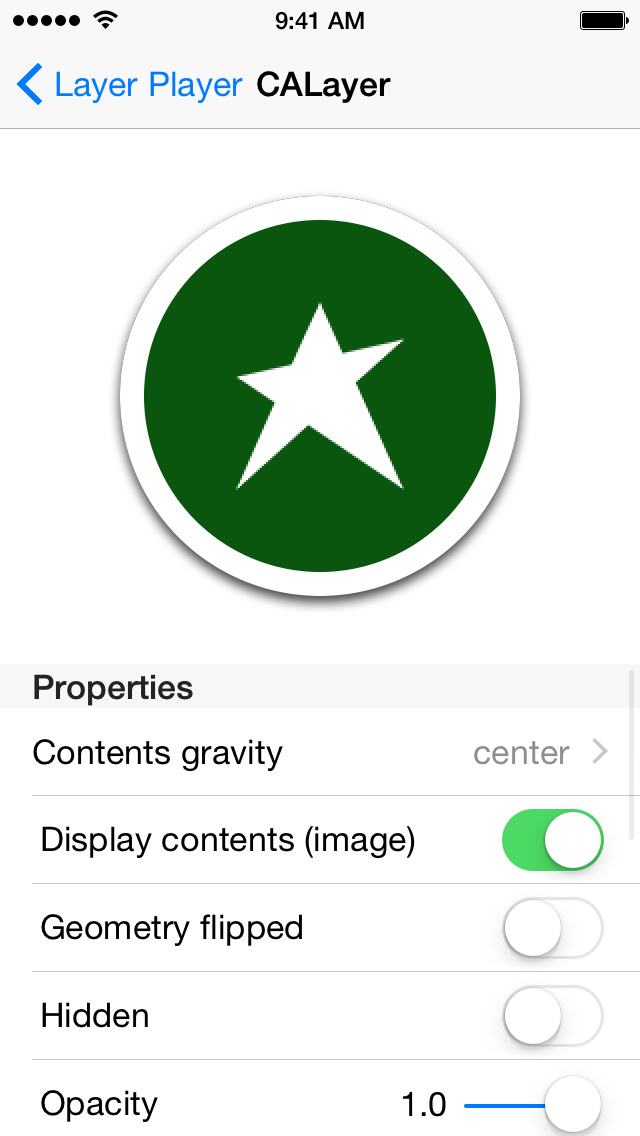 9:41 AM
Layer Player CALayer
Properties
Contents gravity center
Display contents (image)
Geometry flipped
Hidden
Opacity 1.0